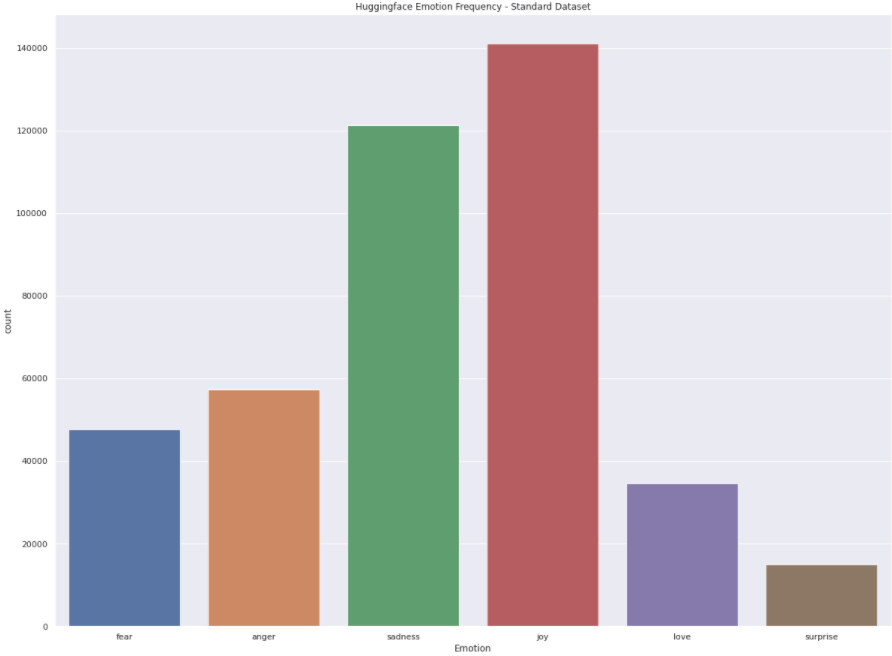 Huggingface Emotion Frequency - Standard Dataset
140000
120000
100000
80000
60000
40000
20000
0
count
fear anger sadness joy love surprise
Emotion